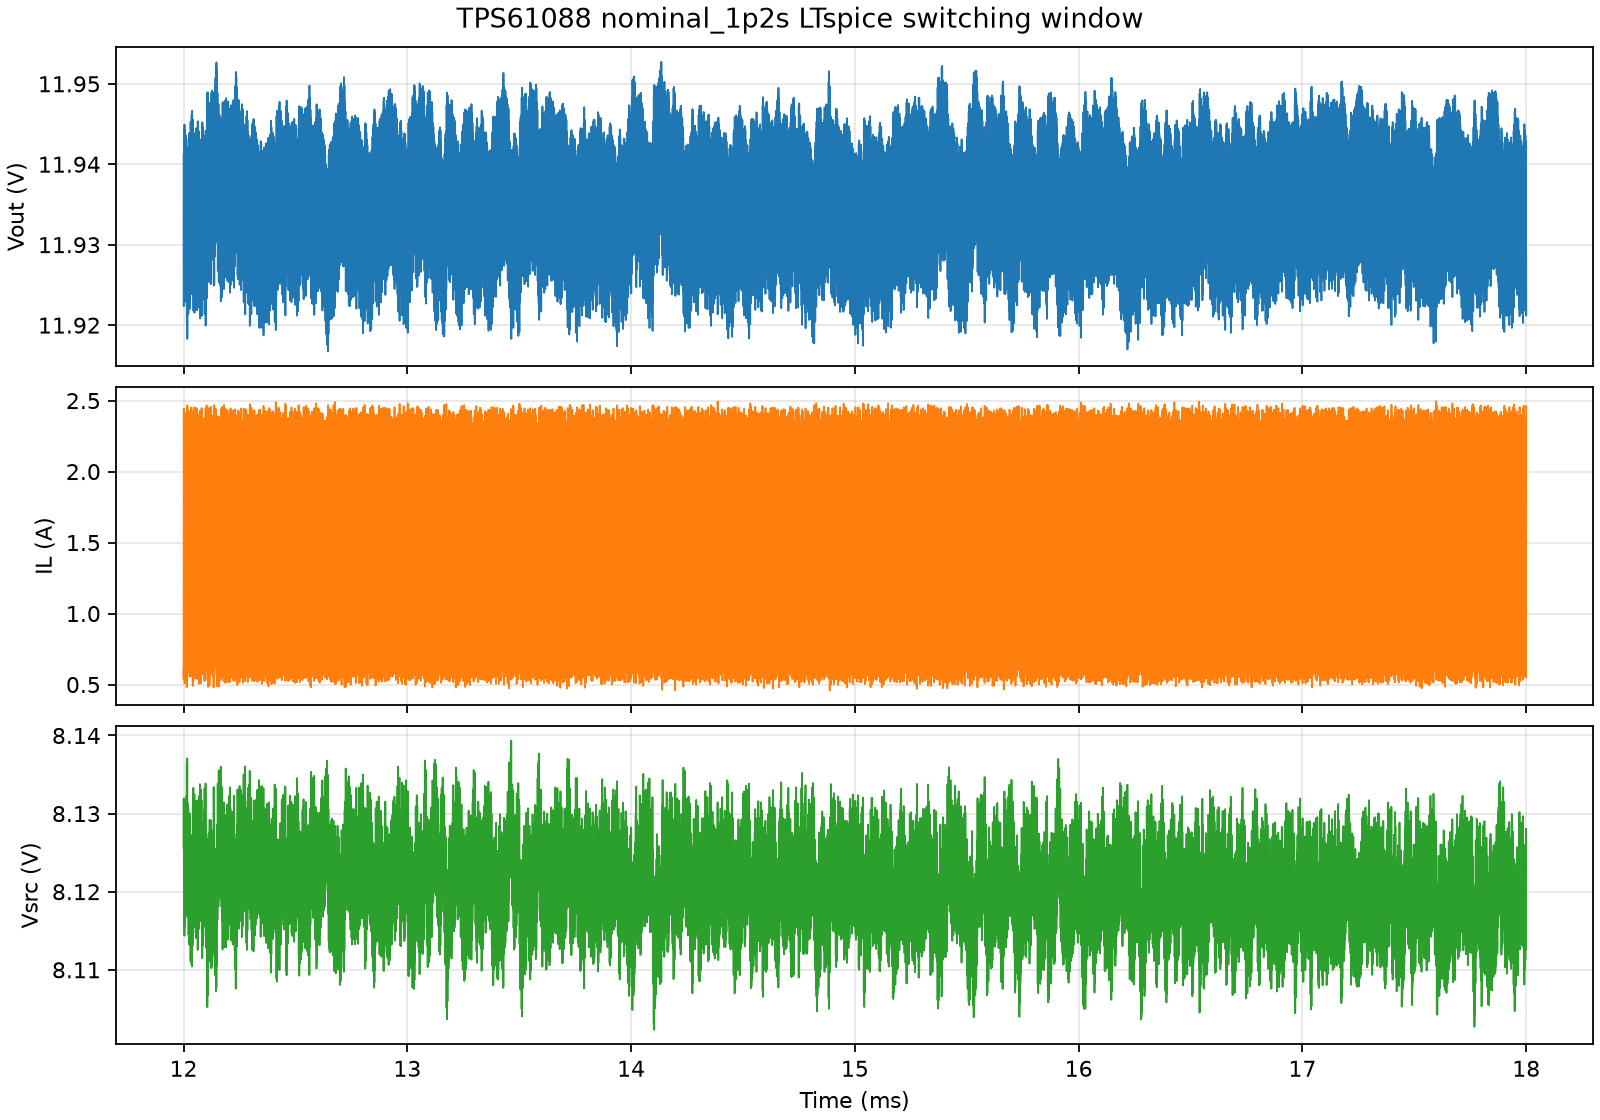 TPS61088 nominal_1p2s LTspice switching window
Vout (V)
11.95
11.94
11.93
11.92
IL (A)
2.5
2.0
1.5
1.0
0.5
Vsrc (V)
8.14
8.13
8.12
8.11
12 13 14 15 16 17 18
Time (ms)